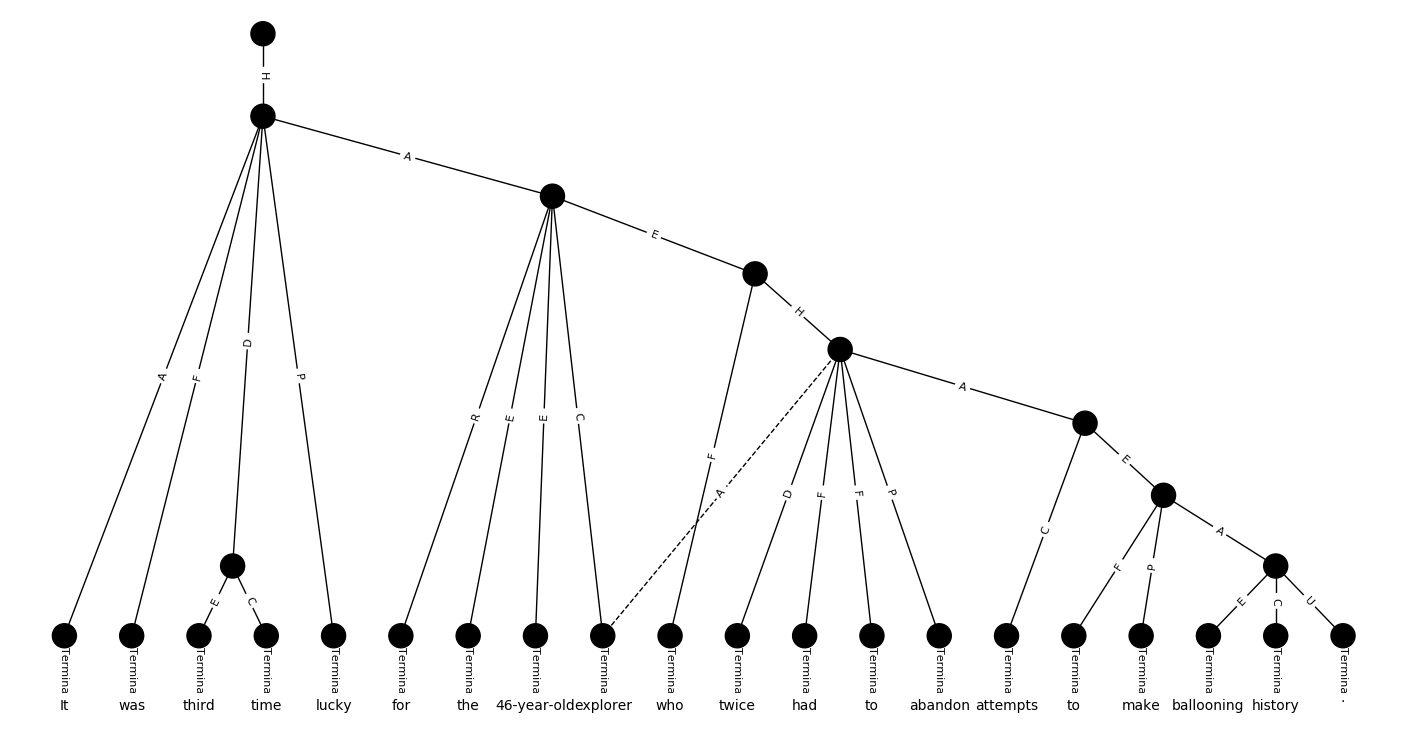 H
A
E
H
A
A
F
D
P
R
E
E
C
F
A
D
F
F
P
C
E
A
F
P
E
C
E
C
U
Termina Termina Termina Termina Termina Termina Termina Termina Termina Termina Termina Termina Termina Termina Termina Termina Termina Termina Termina Termina
It was third time lucky for the 46-year-old explorer who twice had to abandon attempts to make ballooning history .